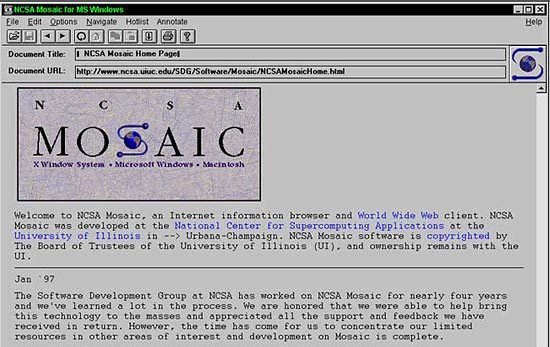 NCSA Mosaic for MS Windows
File Edit Options Navigate Hotlist Annotate Help
Document Title: NCSA Mosaic Home Page
Document URL: http://www.ncsa.uiuc.edu/SDG/Software/Mosaic/NCSAMosaicHome.html
N C S A
MOSAIC
X Window System • Microsoft Windows • Macintosh
Welcome to NCSA Mosaic, an Internet information browser and World Wide Web client. NCSA
Mosaic was developed at the National Center for Supercomputing Applications at the
University of Illinois in --> Urbana-Champaign. NCSA Mosaic software is copyrighted by
The Board of Trustees of the University of Illinois (UI), and ownership remains with the
UI.
Jan `97
The Software Development Group at NCSA has worked on NCSA Mosaic for nearly four years
and we've learned a lot in the process. We are honored that we were able to help bring
this technology to the masses and appreciated all the support and feedback we have
received in return. However, the time has come for us to concentrate our limited
resources in other areas of interest and development on Mosaic is complete.